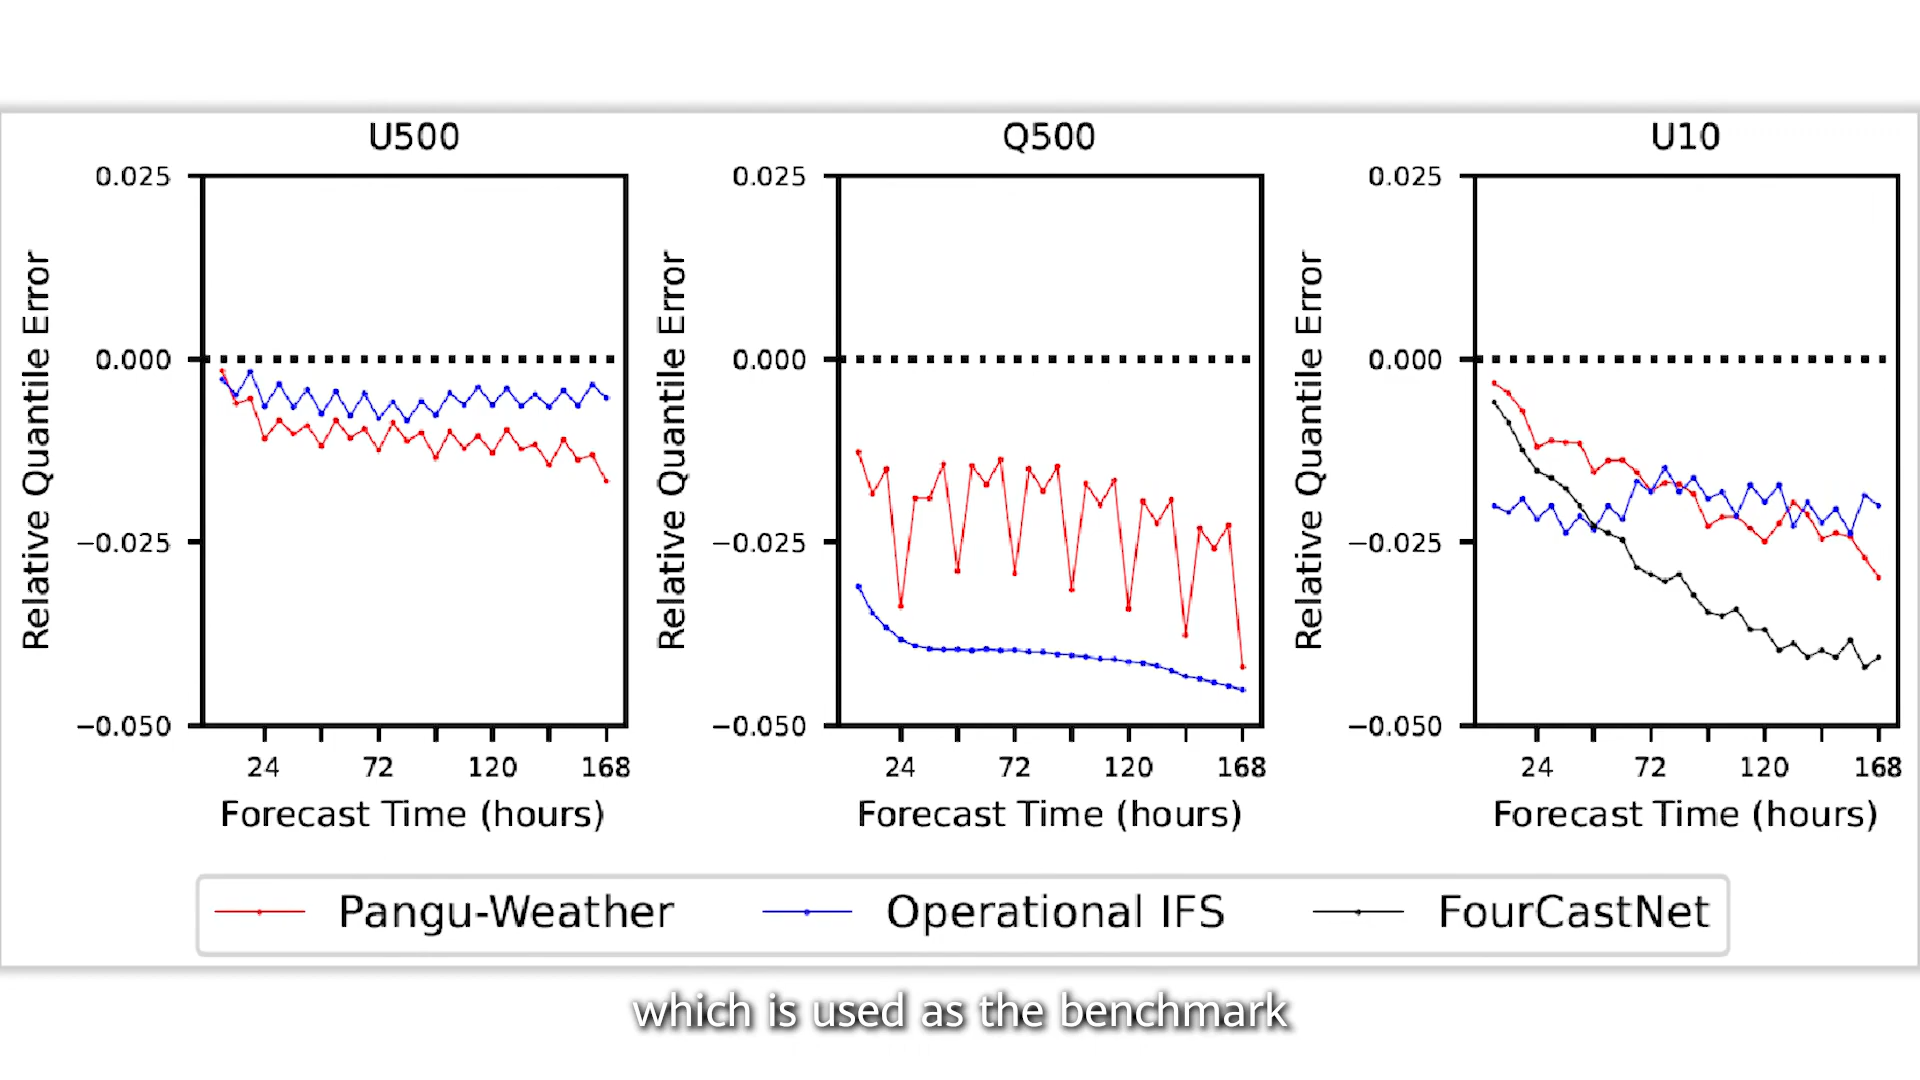 U500
Q500
U10
0.025
0.000
−0.025
−0.050
Relative Quantile Error
24 72 120 168
Forecast Time (hours)
0.025
0.000
−0.025
−0.050
Relative Quantile Error
24 72 120 168
Forecast Time (hours)
0.025
0.000
−0.025
−0.050
Relative Quantile Error
24 72 120 168
Forecast Time (hours)
Pangu-Weather Operational IFS FourCastNet
which is used as the benchmark